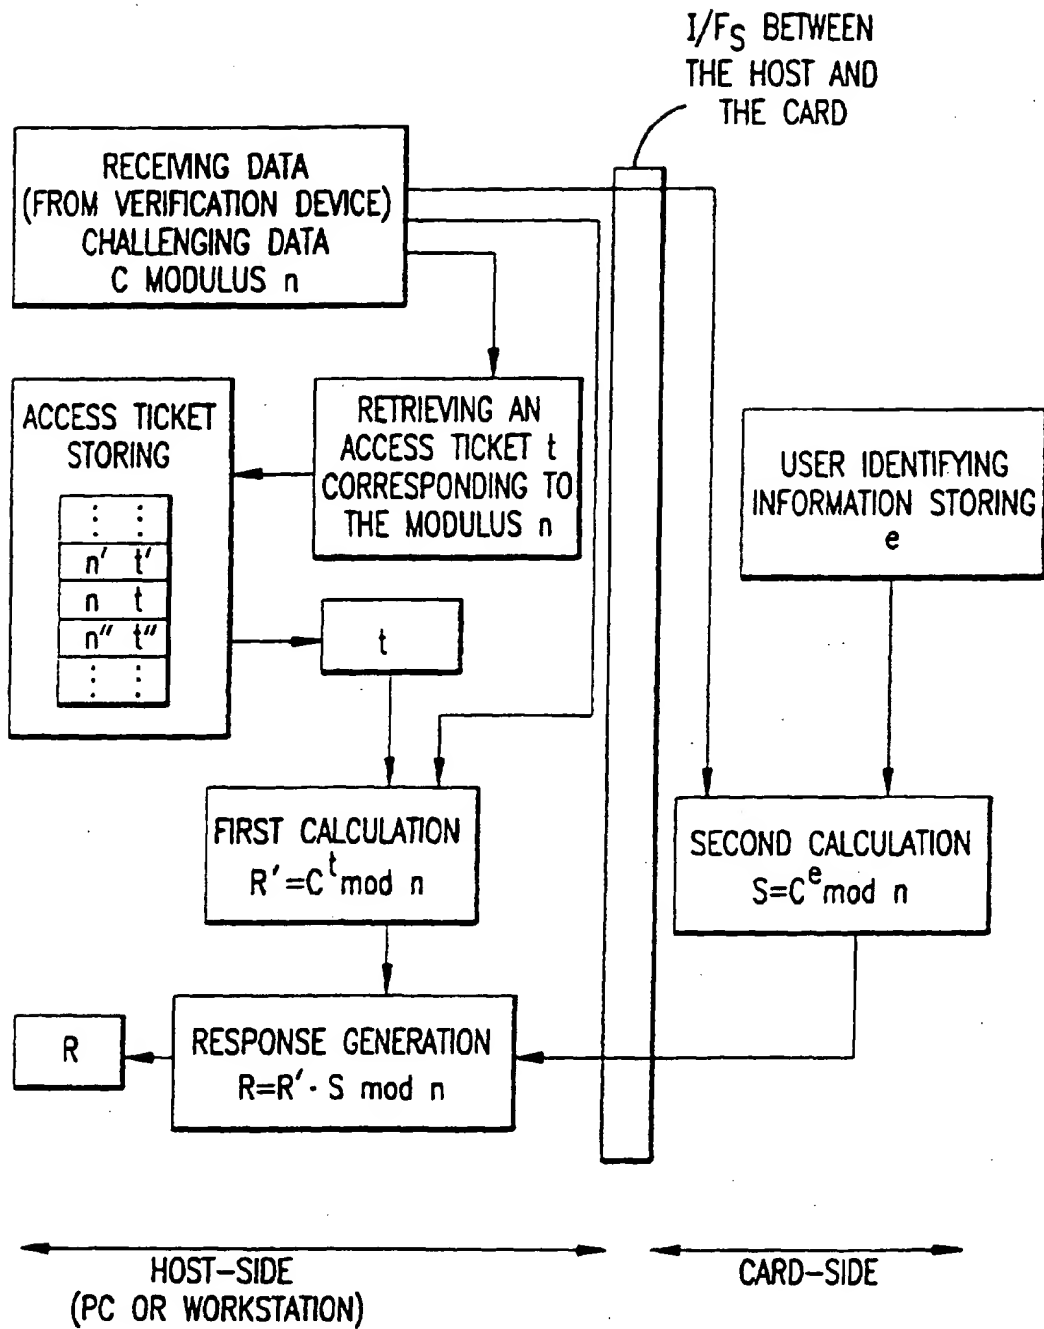 I/FS BETWEEN
THE HOST AND
THE CARD
RECEIVING DATA
(FROM VERIFICATION DEVICE)
CHALLENGING DATA
C MODULUS n
ACCESS TICKET
STORING
⋮ ⋮
n' t'
n t
n" t"
⋮ ⋮
RETRIEVING AN
ACCESS TICKET t
CORRESPONDING TO
THE MODULUS n
USER IDENTIFYING
INFORMATION STORING
e
t
FIRST CALCULATION
R'=C^t mod n
SECOND CALCULATION
S=C^e mod n
RESPONSE GENERATION
R=R' · S mod n
R
HOST-SIDE
(PC OR WORKSTATION)
CARD-SIDE